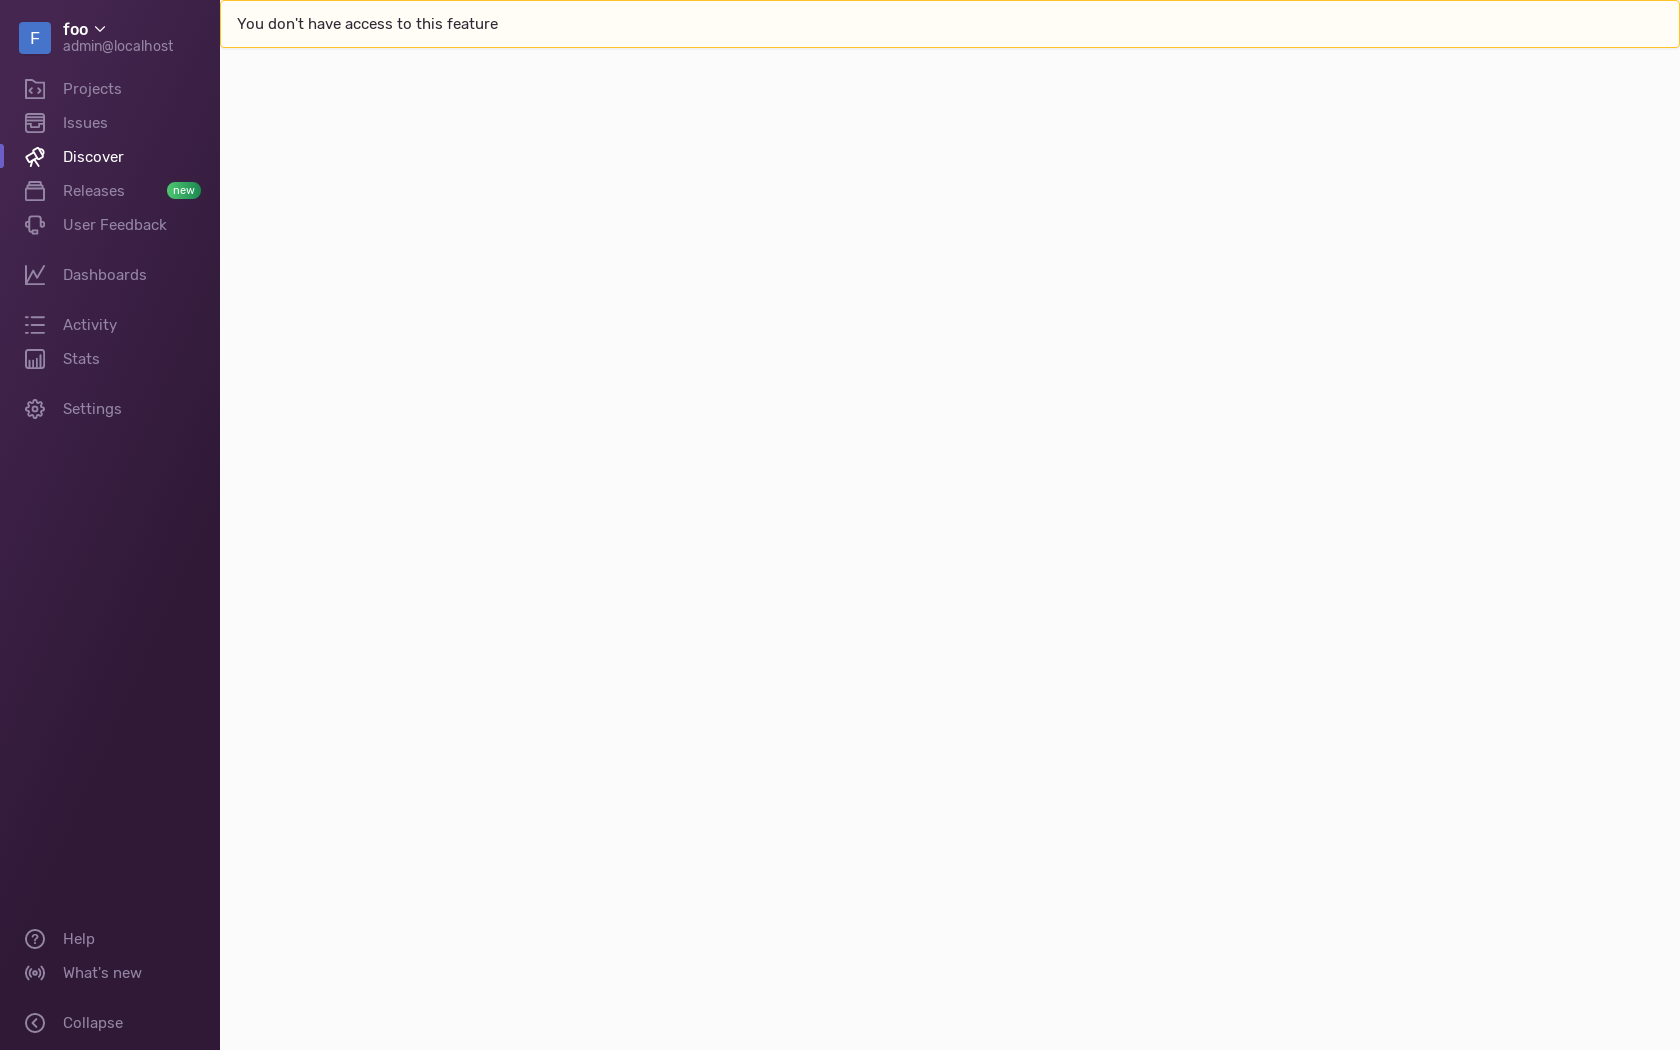 F
foo
admin@localhost
Projects
Issues
Discover
Releases new
User Feedback
Dashboards
Activity
Stats
Settings
Help
What's new
Collapse
You don't have access to this feature